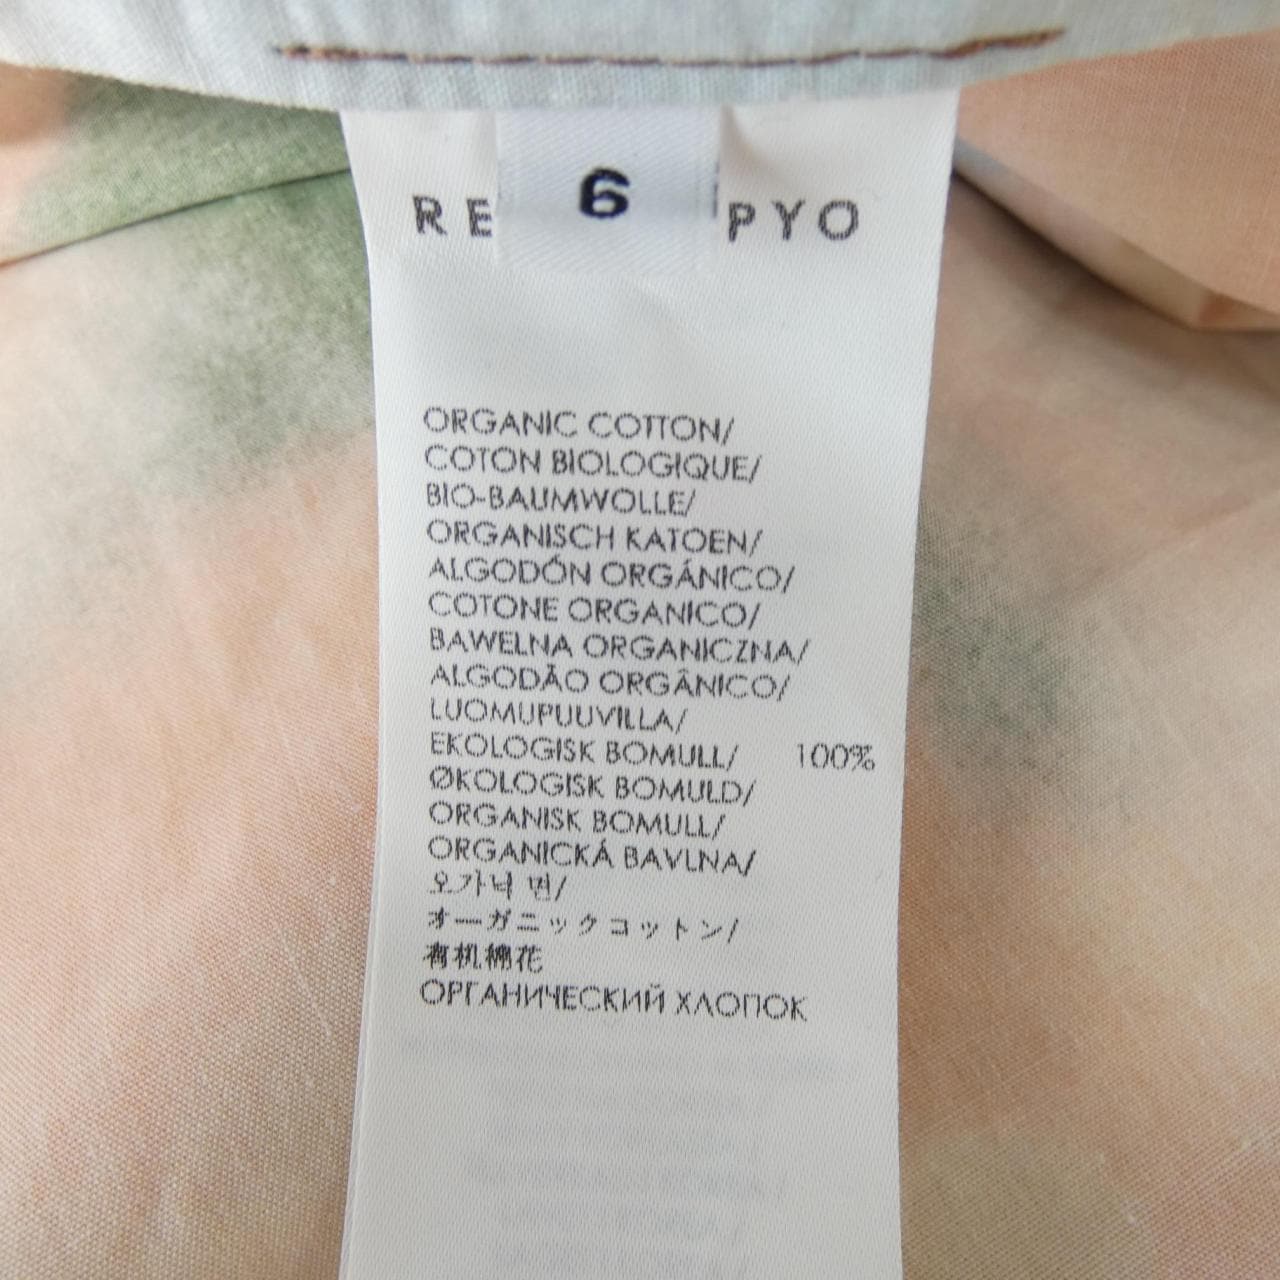 6
RE PYO
ORGANIC COTTON/
COTON BIOLOGIQUE/
BIO-BAUMWOLLE/
ORGANISCH KATOEN/
ALGODÓN ORGÁNICO/
COTONE ORGANICO/
BAWELNA ORGANICZNA/
ALGODÃO ORGÂNICO/
LUOMUPUUVILLA/
EKOLOGISK BOMULL/ 100%
ØKOLOGISK BOMULD/
ORGANISK BOMULL/
ORGANICKÁ BAVLNA/
오가닉 면/
オーガニックコットン/
有机棉花
ОРГАНИЧЕСКИЙ ХЛОПОК